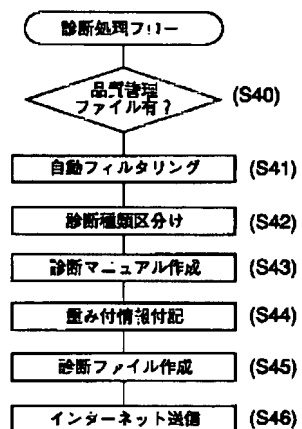 診断処理フロー
品質管理
ファイル有？ (S40)
自動フィルタリング (S41)
診断種類区分け (S42)
診断マニュアル作成 (S43)
重み付情報付記 (S44)
診断ファイル作成 (S45)
インターネット送信 (S46)